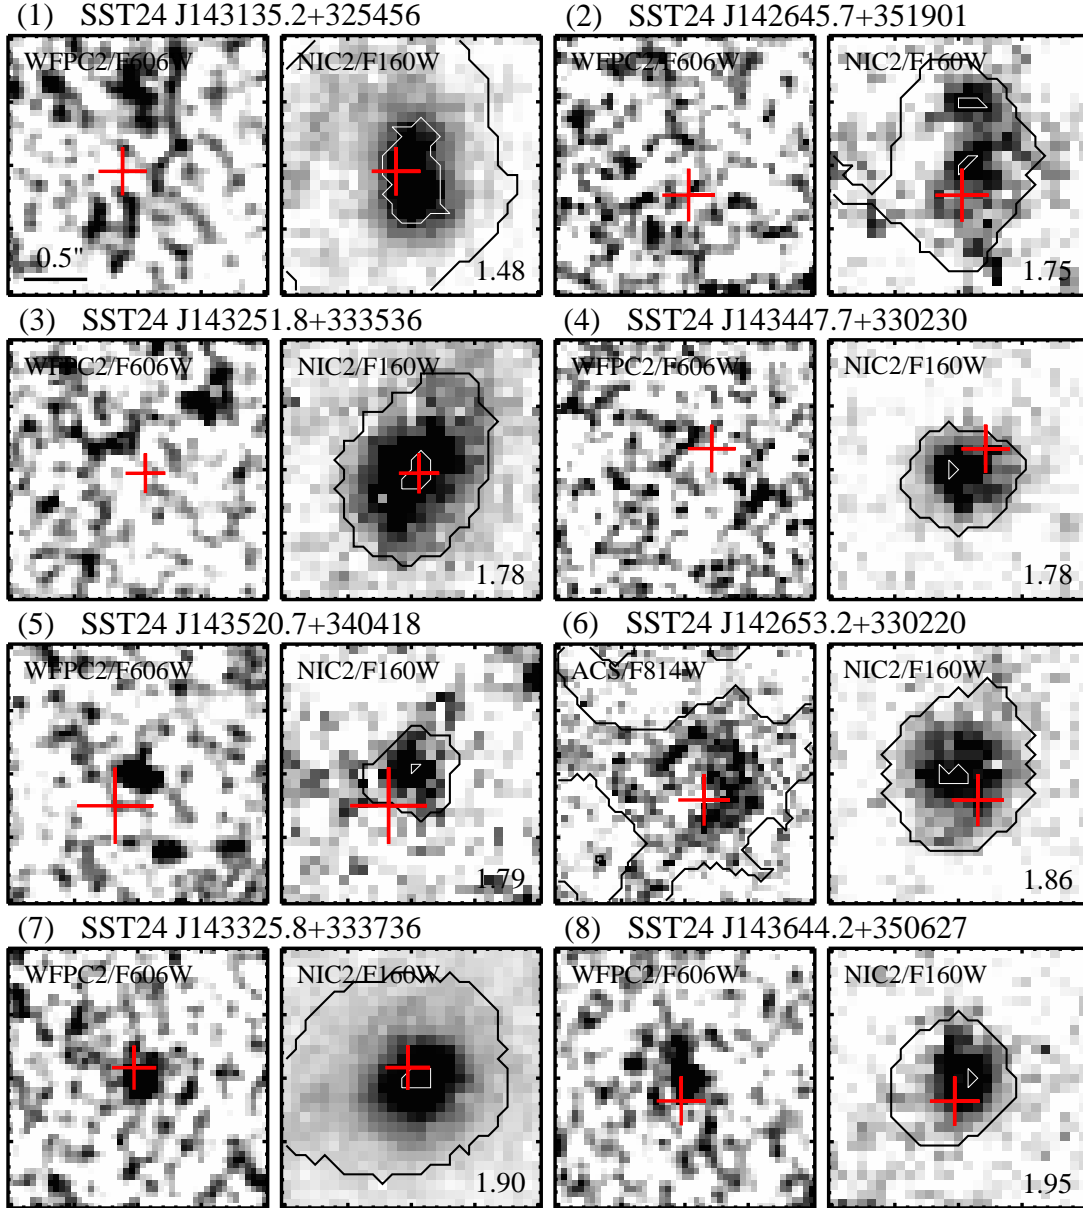 (1) SST24 J143135.2+325456
(2) SST24 J142645.7+351901
WFPC2/F606W
NIC2/F160W
WFPC2/F606W
NIC2/F160W
0.5"
1.48
1.75
(3) SST24 J143251.8+333536
(4) SST24 J143447.7+330230
WFPC2/F606W
NIC2/F160W
WFPC2/F606W
NIC2/F160W
1.78
1.78
(5) SST24 J143520.7+340418
(6) SST24 J142653.2+330220
WFPC2/F606W
NIC2/F160W
ACS/F814W
NIC2/F160W
1.79
1.86
(7) SST24 J143325.8+333736
(8) SST24 J143644.2+350627
WFPC2/F606W
NIC2/F160W
WFPC2/F606W
NIC2/F160W
1.90
1.95